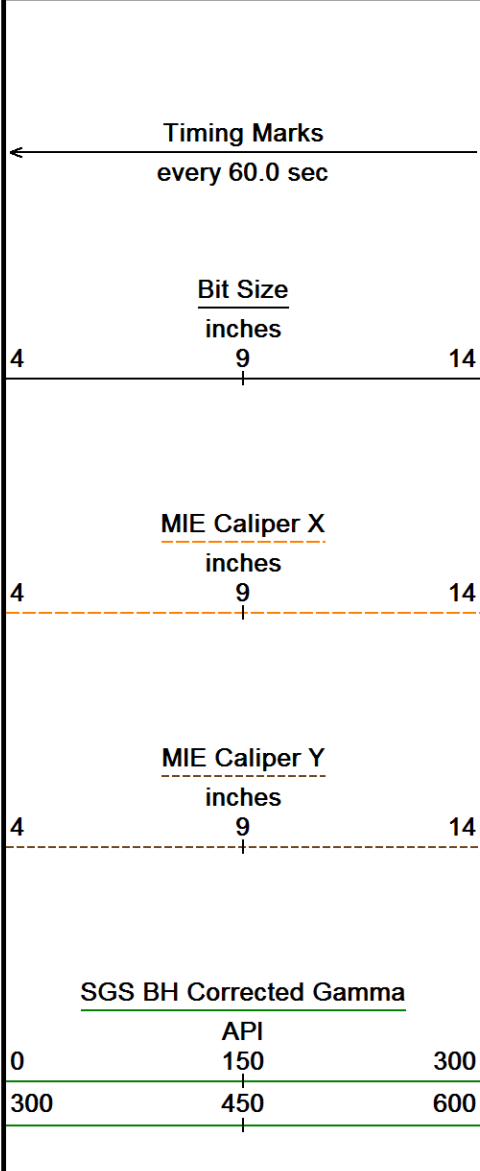 Timing Marks
every 60.0 sec
Bit Size
inches
4 9 14
MIE Caliper X
inches
4 9 14
MIE Caliper Y
inches
4 9 14
SGS BH Corrected Gamma
API
0 150 300
300 450 600